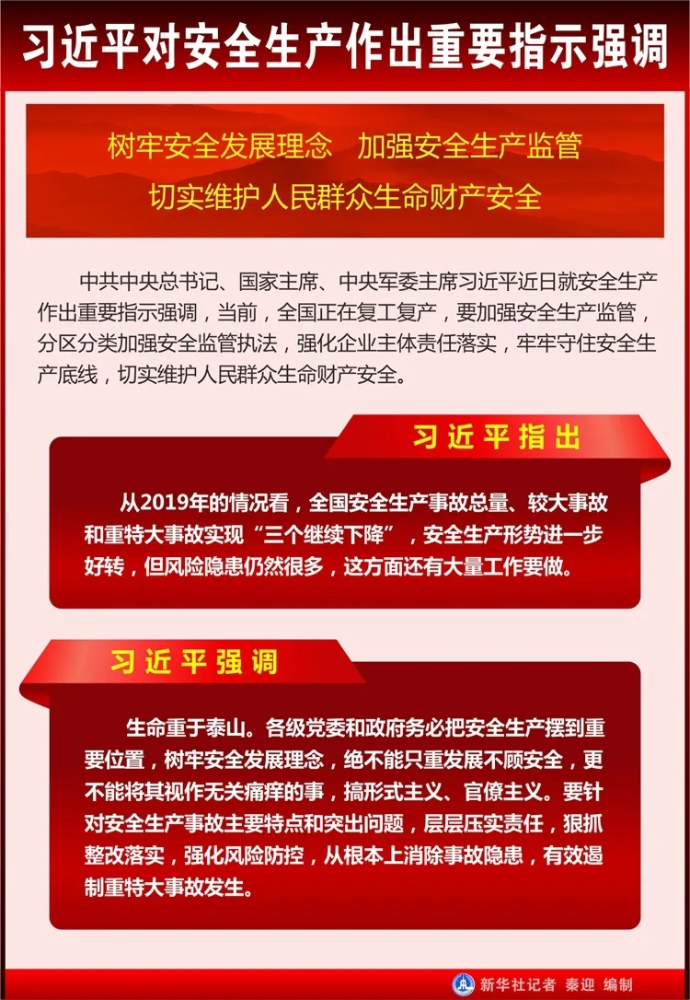 习近平对安全生产作出重要指示强调
树牢安全发展理念 加强安全生产监管
切实维护人民群众生命财产安全
中共中央总书记、国家主席、中央军委主席习近平近日就安全生产
作出重要指示强调，当前，全国正在复工复产，要加强安全生产监管，
分区分类加强安全监管执法，强化企业主体责任落实，牢牢守住安全生
产底线，切实维护人民群众生命财产安全。
习近平指出
从2019年的情况看，全国安全生产事故总量、较大事故
和重特大事故实现“三个继续下降”，安全生产形势进一步
好转，但风险隐患仍然很多，这方面还有大量工作要做。
习近平强调
生命重于泰山。各级党委和政府务必把安全生产摆到重
要位置，树牢安全发展理念，绝不能只重发展不顾安全，更
不能将其视作无关痛痒的事，搞形式主义、官僚主义。要针
对安全生产事故主要特点和突出问题，层层压实责任，狠抓
整改落实，强化风险防控，从根本上消除事故隐患，有效遏
制重特大事故发生。
新华社记者 秦迎 编制